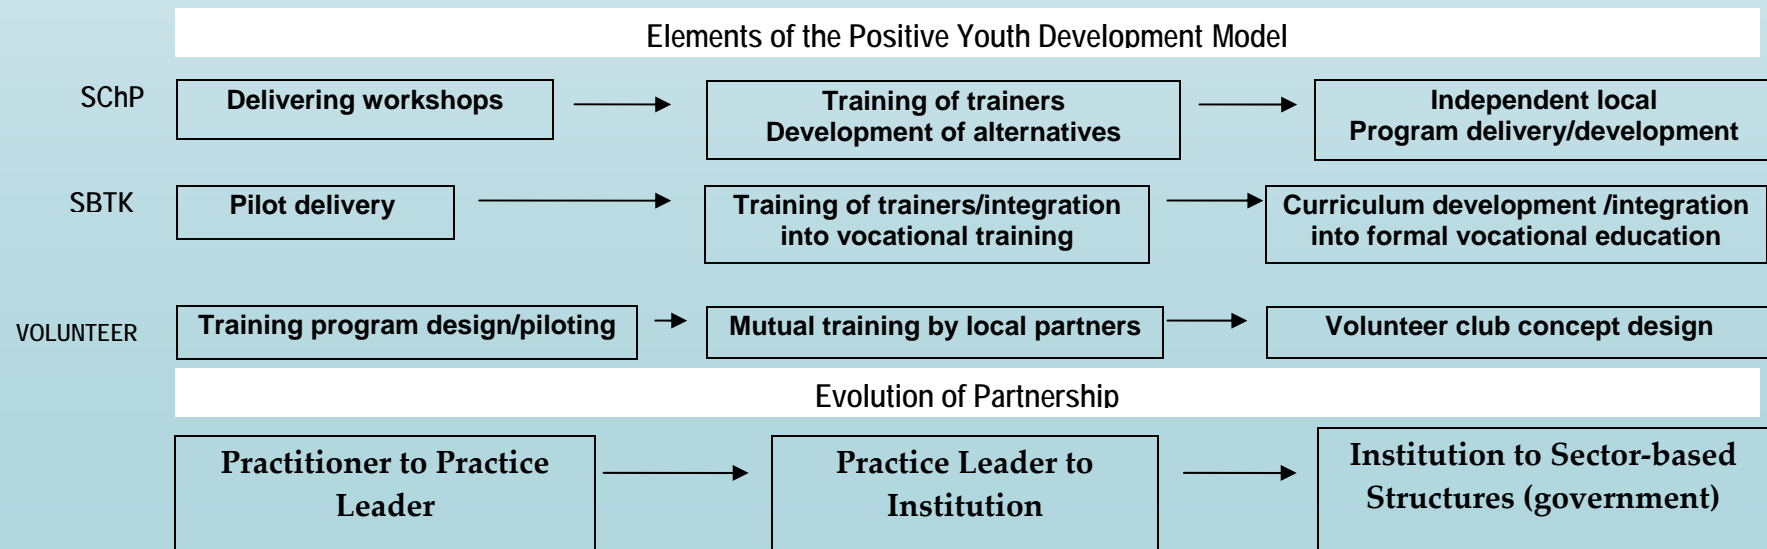 Elements of the Positive Youth Development Model
SChP
Delivering workshops
Training of trainers
Development of alternatives
Independent local
Program delivery/development
SBTK
Pilot delivery
Training of trainers/integration
into vocational training
Curriculum development /integration
into formal vocational education
VOLUNTEER
Training program design/piloting
Mutual training by local partners
Volunteer club concept design
Evolution of Partnership
Practitioner to Practice
Leader
Practice Leader to
Institution
Institution to Sector-based
Structures (government)